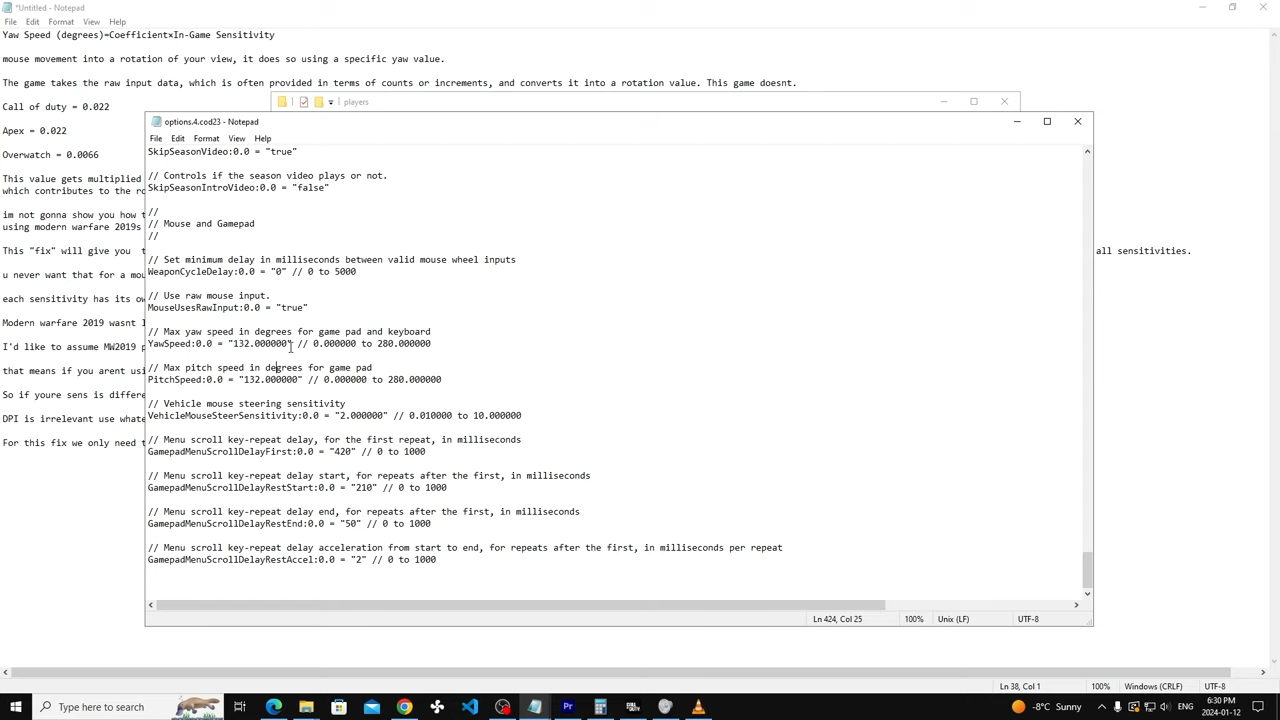 *Untitled - Notepad
File Edit Format View Help
Yaw Speed (degrees)=Coefficient×In-Game Sensitivity
mouse movement into a rotation of your view, it does so using a specific yaw value.
The game takes the raw input data, which is often provided in terms of counts or increments, and converts it into a rotation value. This game doesnt.
Call of duty = 0.022
Apex = 0.022
Overwatch = 0.0066
This value gets multiplied
which contributes to the ro
im not gonna show you how t
using modern warfare 2019s
This "fix" will give you t
all sensitivities.
u never want that for a mou
each sensitivity has its ow
Modern warfare 2019 wasnt
I'd like to assume MW2019 p
that means if you arent usi
So if youre sens is differe
DPI is irrelevant use whate
For this fix we only need t
players
options.4.cod23 - Notepad
File Edit Format View Help
SkipSeasonVideo:0.0 = "true"
// Controls if the season video plays or not.
SkipSeasonIntroVideo:0.0 = "false"
//
// Mouse and Gamepad
//
// Set minimum delay in milliseconds between valid mouse wheel inputs
WeaponCycleDelay:0.0 = "0" // 0 to 5000
// Use raw mouse input.
MouseUsesRawInput:0.0 = "true"
// Max yaw speed in degrees for game pad and keyboard
YawSpeed:0.0 = "132.000000" // 0.000000 to 280.000000
// Max pitch speed in degrees for game pad
PitchSpeed:0.0 = "132.000000" // 0.000000 to 280.000000
// Vehicle mouse steering sensitivity
VehicleMouseSteerSensitivity:0.0 = "2.000000" // 0.010000 to 10.000000
// Menu scroll key-repeat delay, for the first repeat, in milliseconds
GamepadMenuScrollDelayFirst:0.0 = "420" // 0 to 1000
// Menu scroll key-repeat delay start, for repeats after the first, in milliseconds
GamepadMenuScrollDelayRestStart:0.0 = "210" // 0 to 1000
// Menu scroll key-repeat delay end, for repeats after the first, in milliseconds
GamepadMenuScrollDelayRestEnd:0.0 = "50" // 0 to 1000
// Menu scroll key-repeat delay acceleration from start to end, for repeats after the first, in milliseconds per repeat
GamepadMenuScrollDelayRestAccel:0.0 = "2" // 0 to 1000
Ln 424, Col 25 100% Unix (LF) UTF-8
Ln 38, Col 1 100% Windows (CRLF) UTF-8
Type here to search
-8°C Sunny
ENG
6:30 PM
2024-01-12